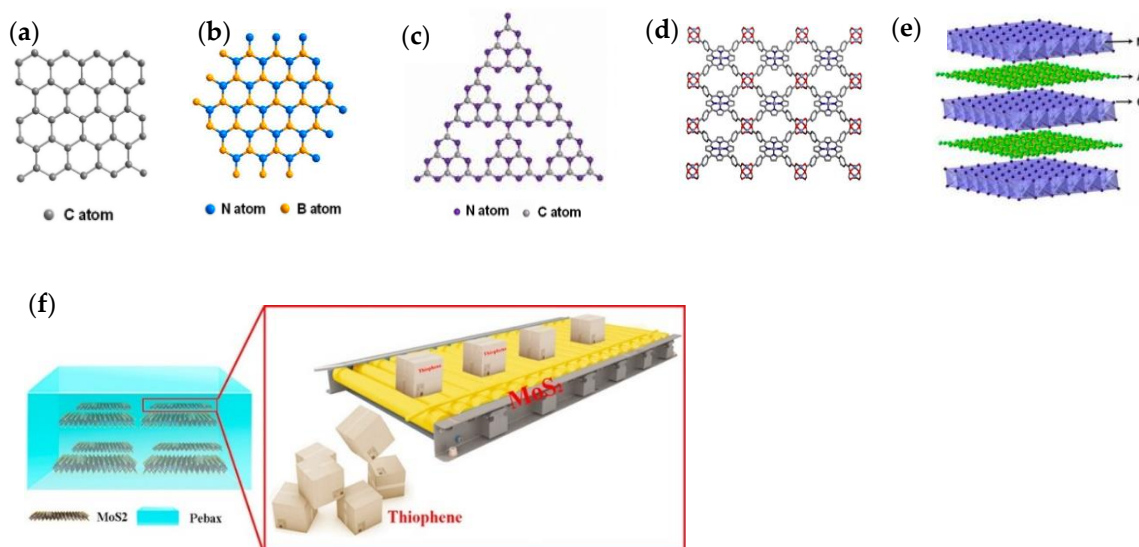 (a)
(b)
(c)
(d)
(e)
C atom
N atom B atom
N atom C atom
(f)
Thiophene
Thiophene
MoS₂
Thiophene
MoS2 Pebax